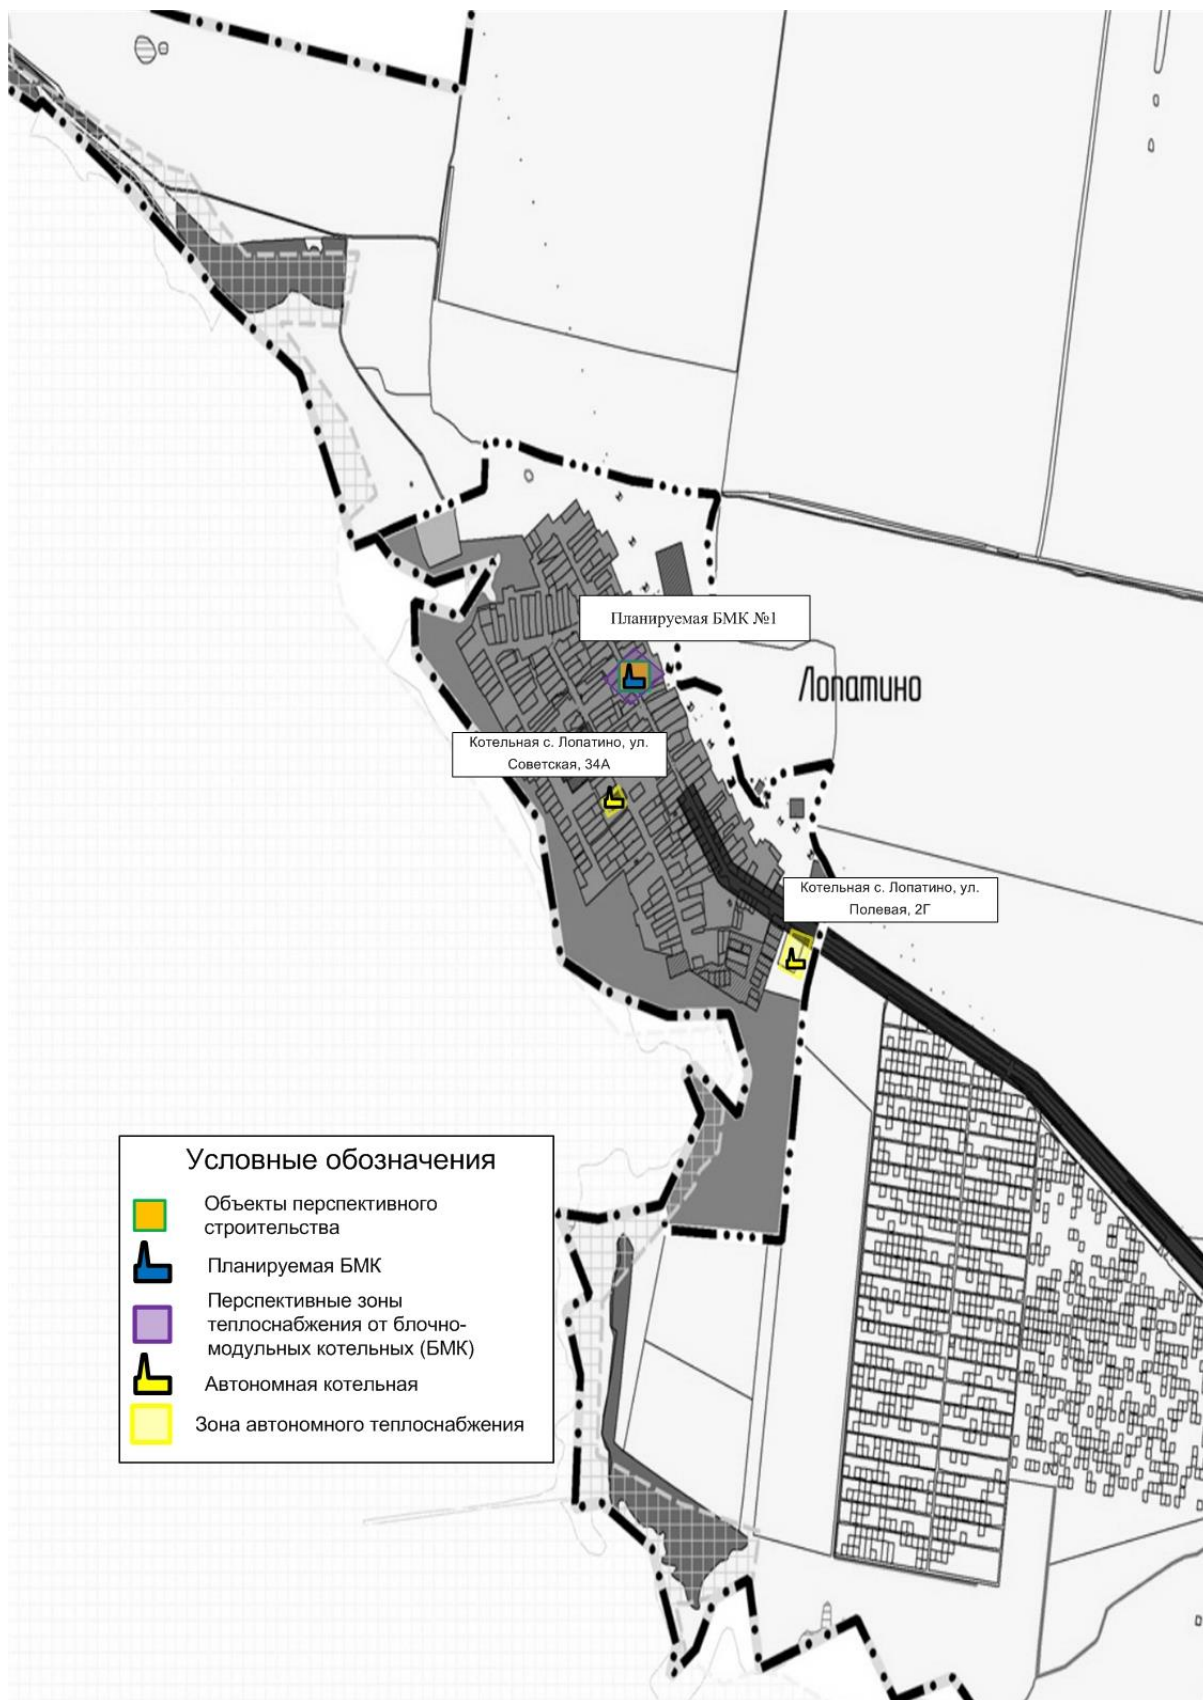 Планируемая БМК №1
Лопатино
Котельная с. Лопатино, ул.
Советская, 34А
Котельная с. Лопатино, ул.
Полевая, 2Г
Условные обозначения
Объекты перспективного
строительства
Планируемая БМК
Перспективные зоны
теплоснабжения от блочно-
модульных котельных (БМК)
Автономная котельная
Зона автономного теплоснабжения